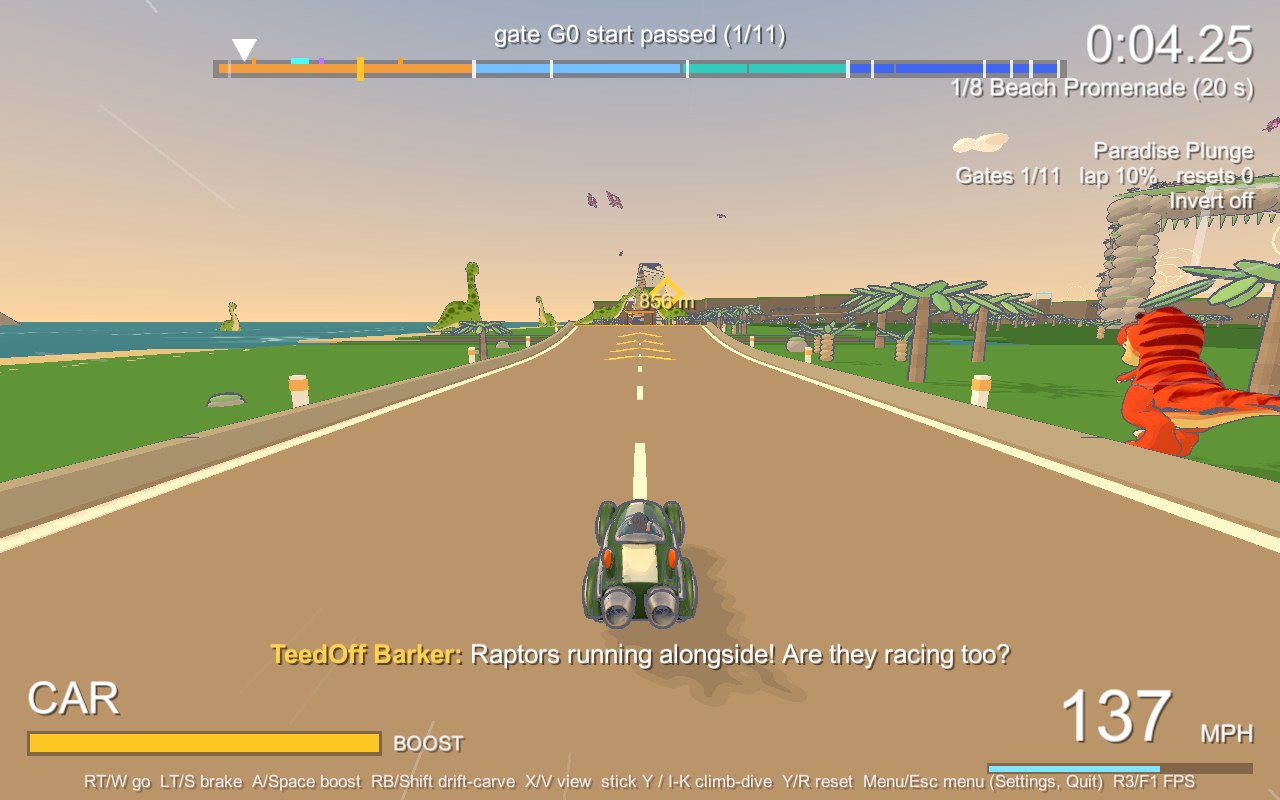 gate G0 start passed (1/11)
0:04.25
1/8 Beach Promenade (20 s)
Paradise Plunge
Gates 1/11 lap 10% resets 0
Invert off
856 m
TeedOff Barker: Raptors running alongside! Are they racing too?
CAR
BOOST
137 MPH
RT/W go LT/S brake A/Space boost RB/Shift drift-carve X/V view stick Y / I-K climb-dive Y/R reset Menu/Esc menu (Settings, Quit) R3/F1 FPS